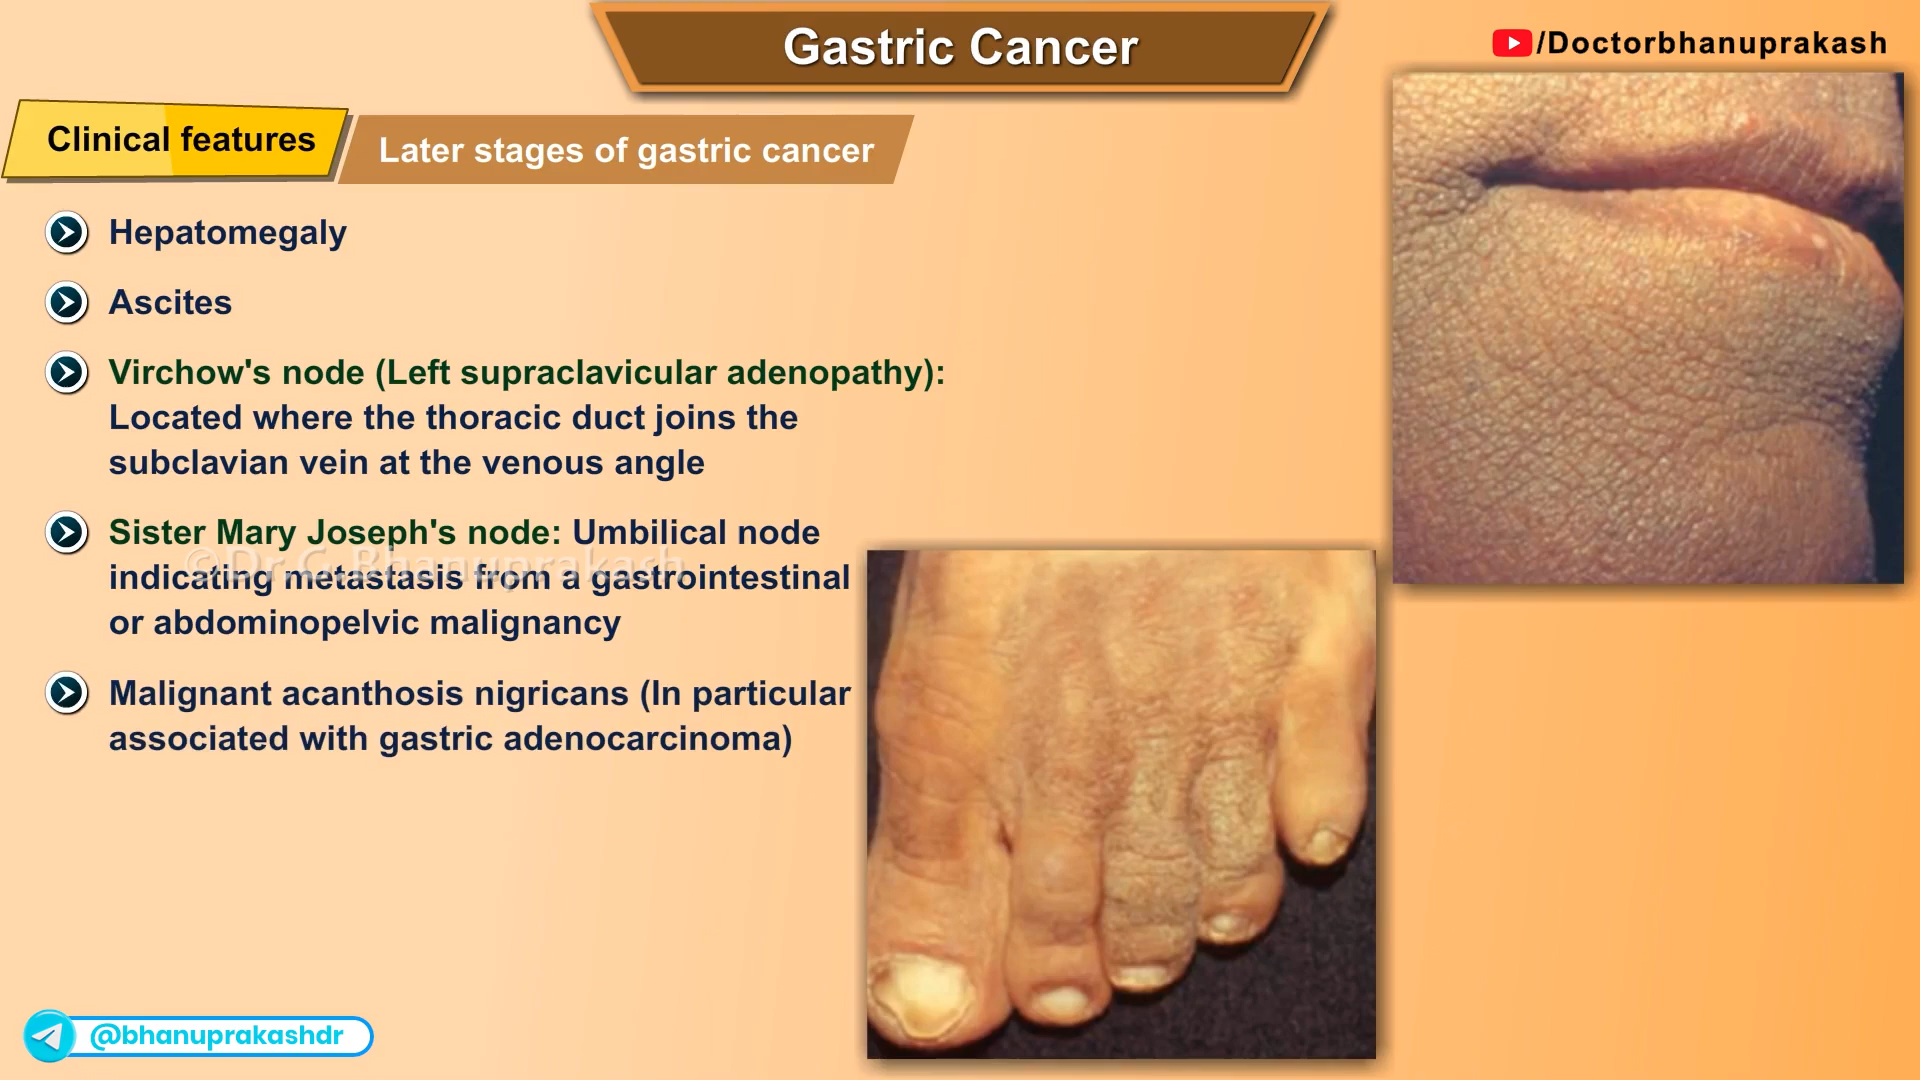 Gastric Cancer
/Doctorbhanuprakash
Clinical features
Later stages of gastric cancer
Hepatomegaly
Ascites
Virchow's node (Left supraclavicular adenopathy):
Located where the thoracic duct joins the
subclavian vein at the venous angle
Sister Mary Joseph's node: Umbilical node
©Dr.G.Bhanuprakash
indicating metastasis from a gastrointestinal
or abdominopelvic malignancy
Malignant acanthosis nigricans (In particular
associated with gastric adenocarcinoma)
@bhanuprakashdr